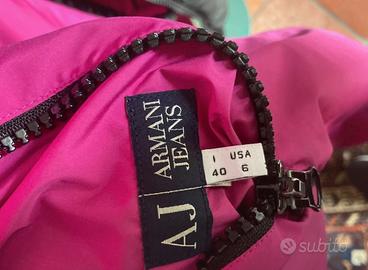 AJ
ARMANI
JEANS
I USA
40 6
subito